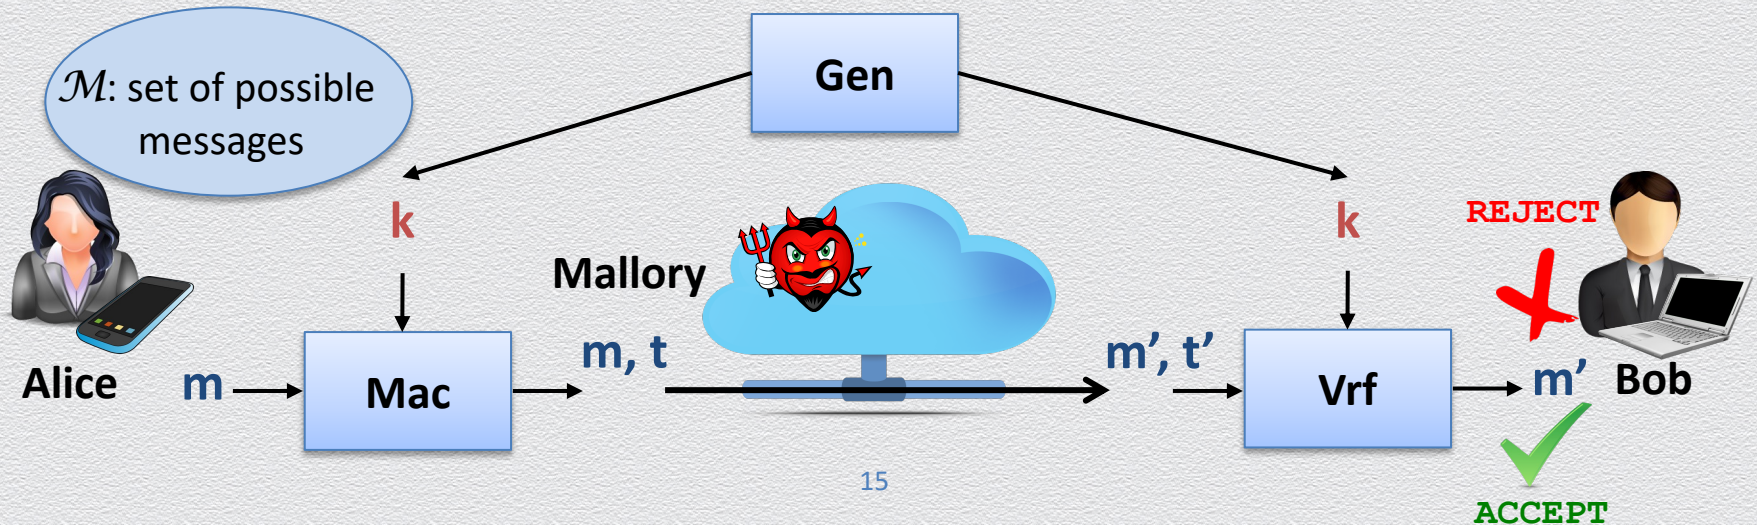 ℳ: set of possible
messages
Gen
k
k
REJECT
Mallory
Alice
m
Mac
m, t
m’, t’
Vrf
m’
Bob
15
ACCEPT